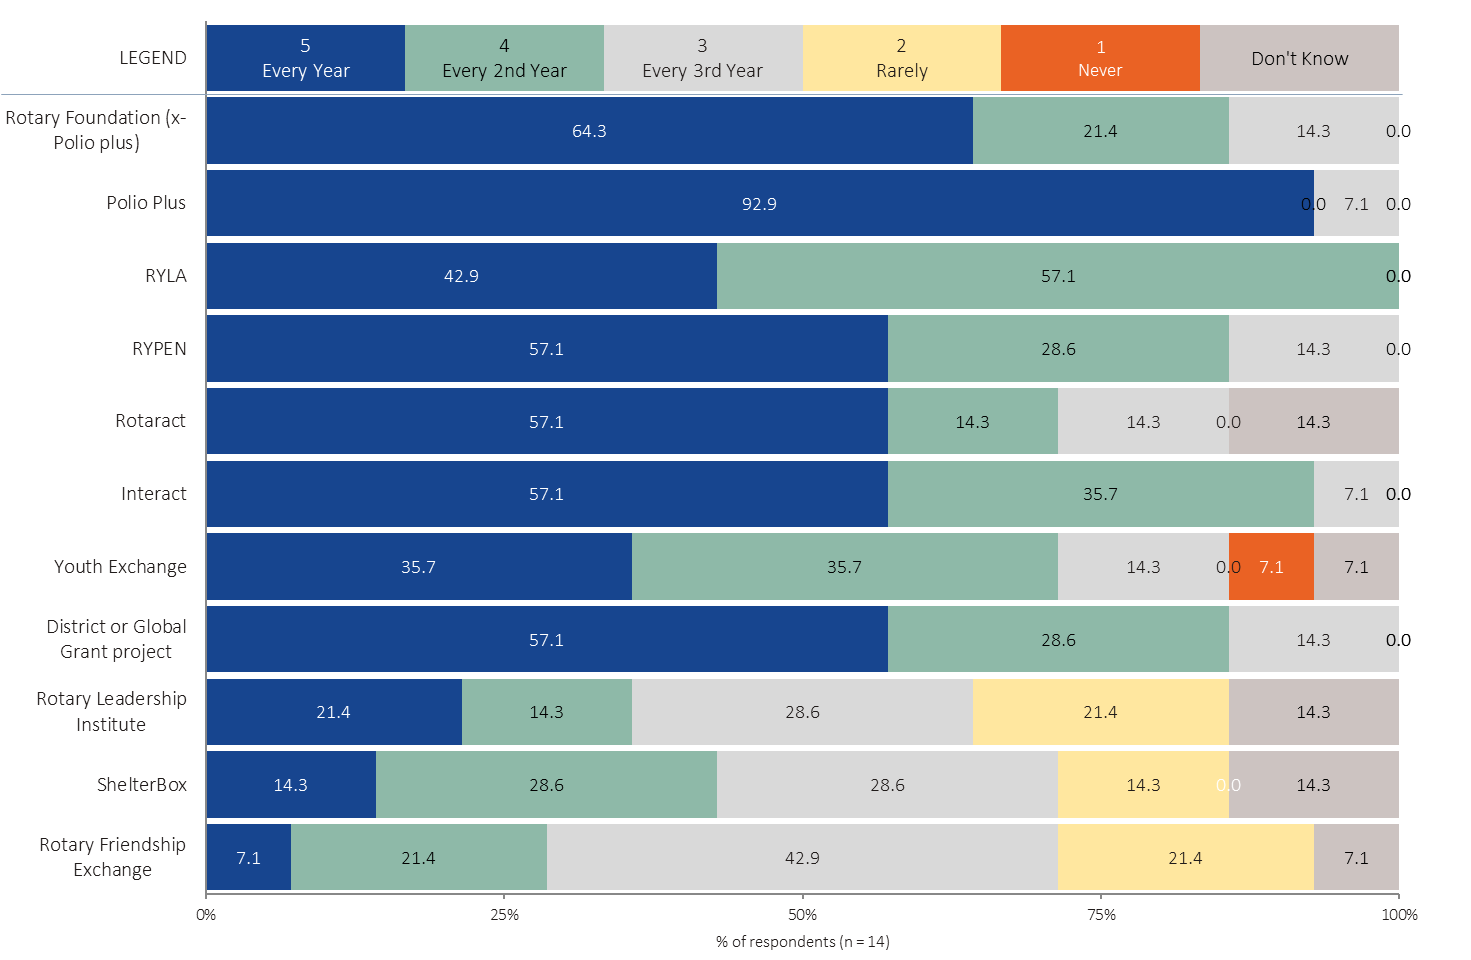 LEGEND
5
Every Year
4
Every 2nd Year
3
Every 3rd Year
2
Rarely
1
Never
Don't Know
Rotary Foundation (x-
Polio plus)
64.3 21.4 14.3 0.0
Polio Plus 92.9 0.0 7.1 0.0
RYLA 42.9 57.1 0.0
RYPEN 57.1 28.6 14.3 0.0
Rotaract 57.1 14.3 14.3 0.0 14.3
Interact 57.1 35.7 7.1 0.0
Youth Exchange 35.7 35.7 14.3 0.0 7.1 7.1
District or Global
Grant project
57.1 28.6 14.3 0.0
Rotary Leadership
Institute
21.4 14.3 28.6 21.4 14.3
ShelterBox 14.3 28.6 28.6 14.3 0.0 14.3
Rotary Friendship
Exchange
7.1 21.4 42.9 21.4 7.1
0% 25% 50% 75% 100%
% of respondents (n = 14)